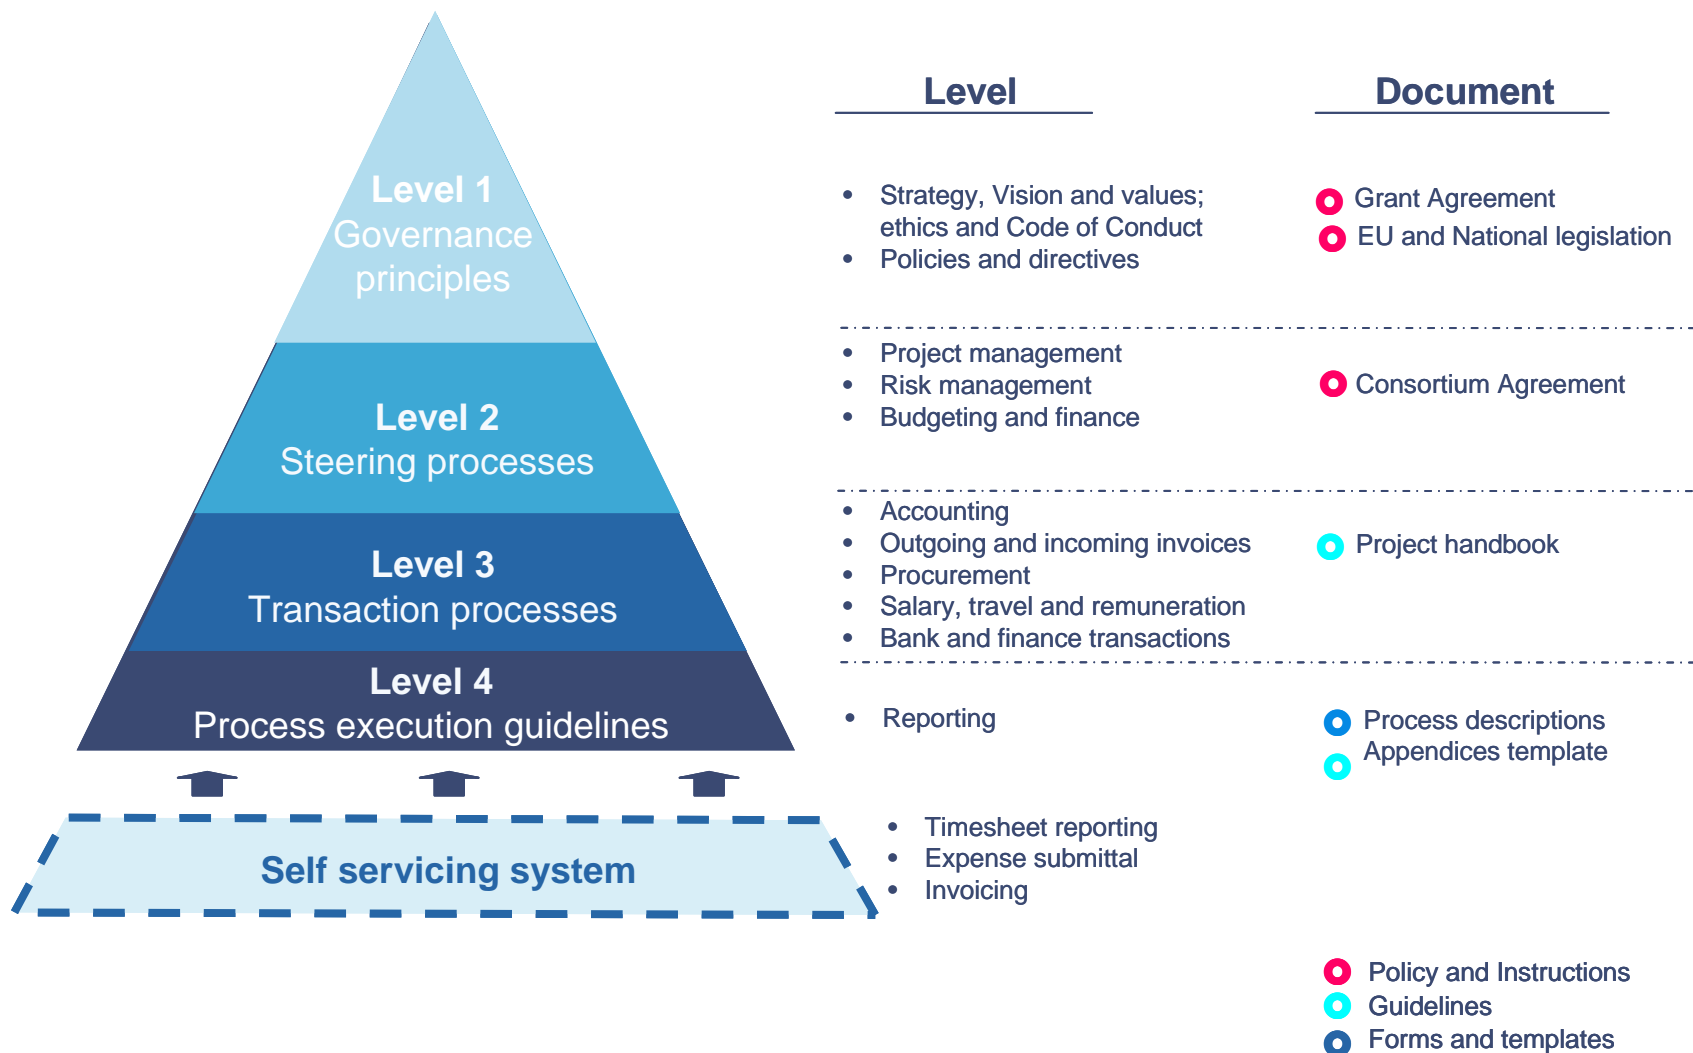 Level
Document
Level 1
Governance
principles
• Strategy, Vision and values;
ethics and Code of Conduct
• Policies and directives
Grant Agreement
EU and National legislation
Level 2
Steering processes
• Project management
• Risk management
• Budgeting and finance
Consortium Agreement
Level 3
Transaction processes
• Accounting
• Outgoing and incoming invoices
• Procurement
• Salary, travel and remuneration
• Bank and finance transactions
Project handbook
Level 4
Process execution guidelines
• Reporting
Process descriptions
Appendices template
Self servicing system
• Timesheet reporting
• Expense submittal
• Invoicing
Policy and Instructions
Guidelines
Forms and templates